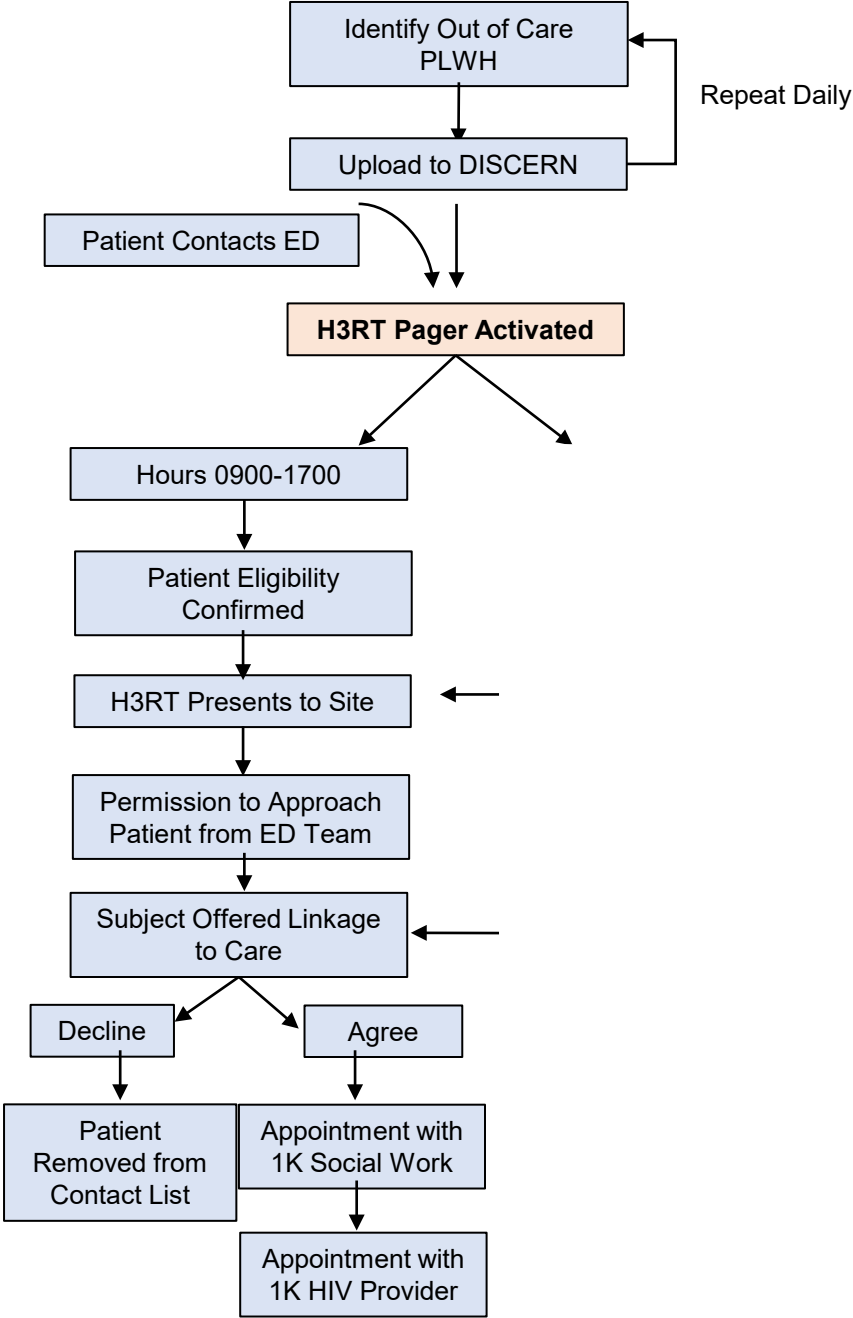 Identify Out of Care
PLWH
Repeat Daily
Upload to DISCERN
Patient Contacts ED
H3RT Pager Activated
Hours 0900-1700
Patient Eligibility
Confirmed
H3RT Presents to Site
Permission to Approach
Patient from ED Team
Subject Offered Linkage
to Care
Decline
Agree
Patient
Removed from
Contact List
Appointment with
1K Social Work
Appointment with
1K HIV Provider